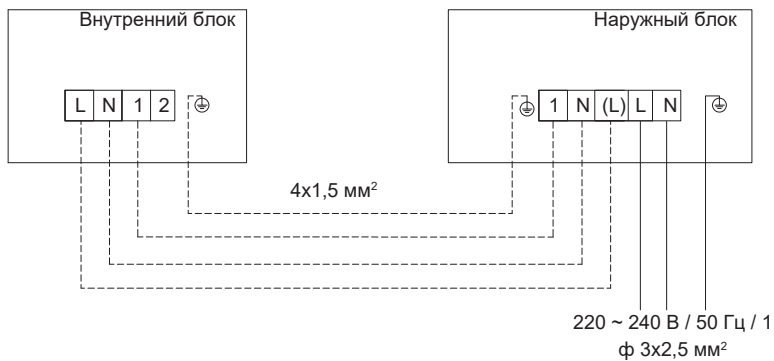 Внутренний блок
Наружный блок
L N 1 2
1 N (L) L N
4x1,5 мм²
220 ~ 240 В / 50 Гц / 1
ф 3x2,5 мм²